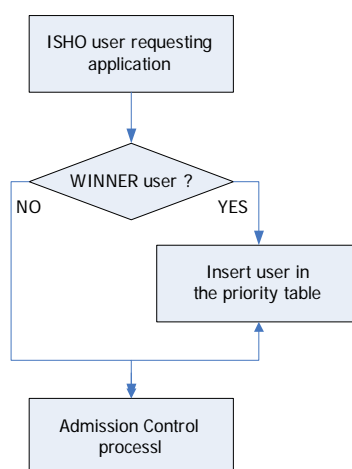 ISHO user requesting
application
WINNER user ?
NO
YES
Insert user in
the priority table
Admission Control
processl